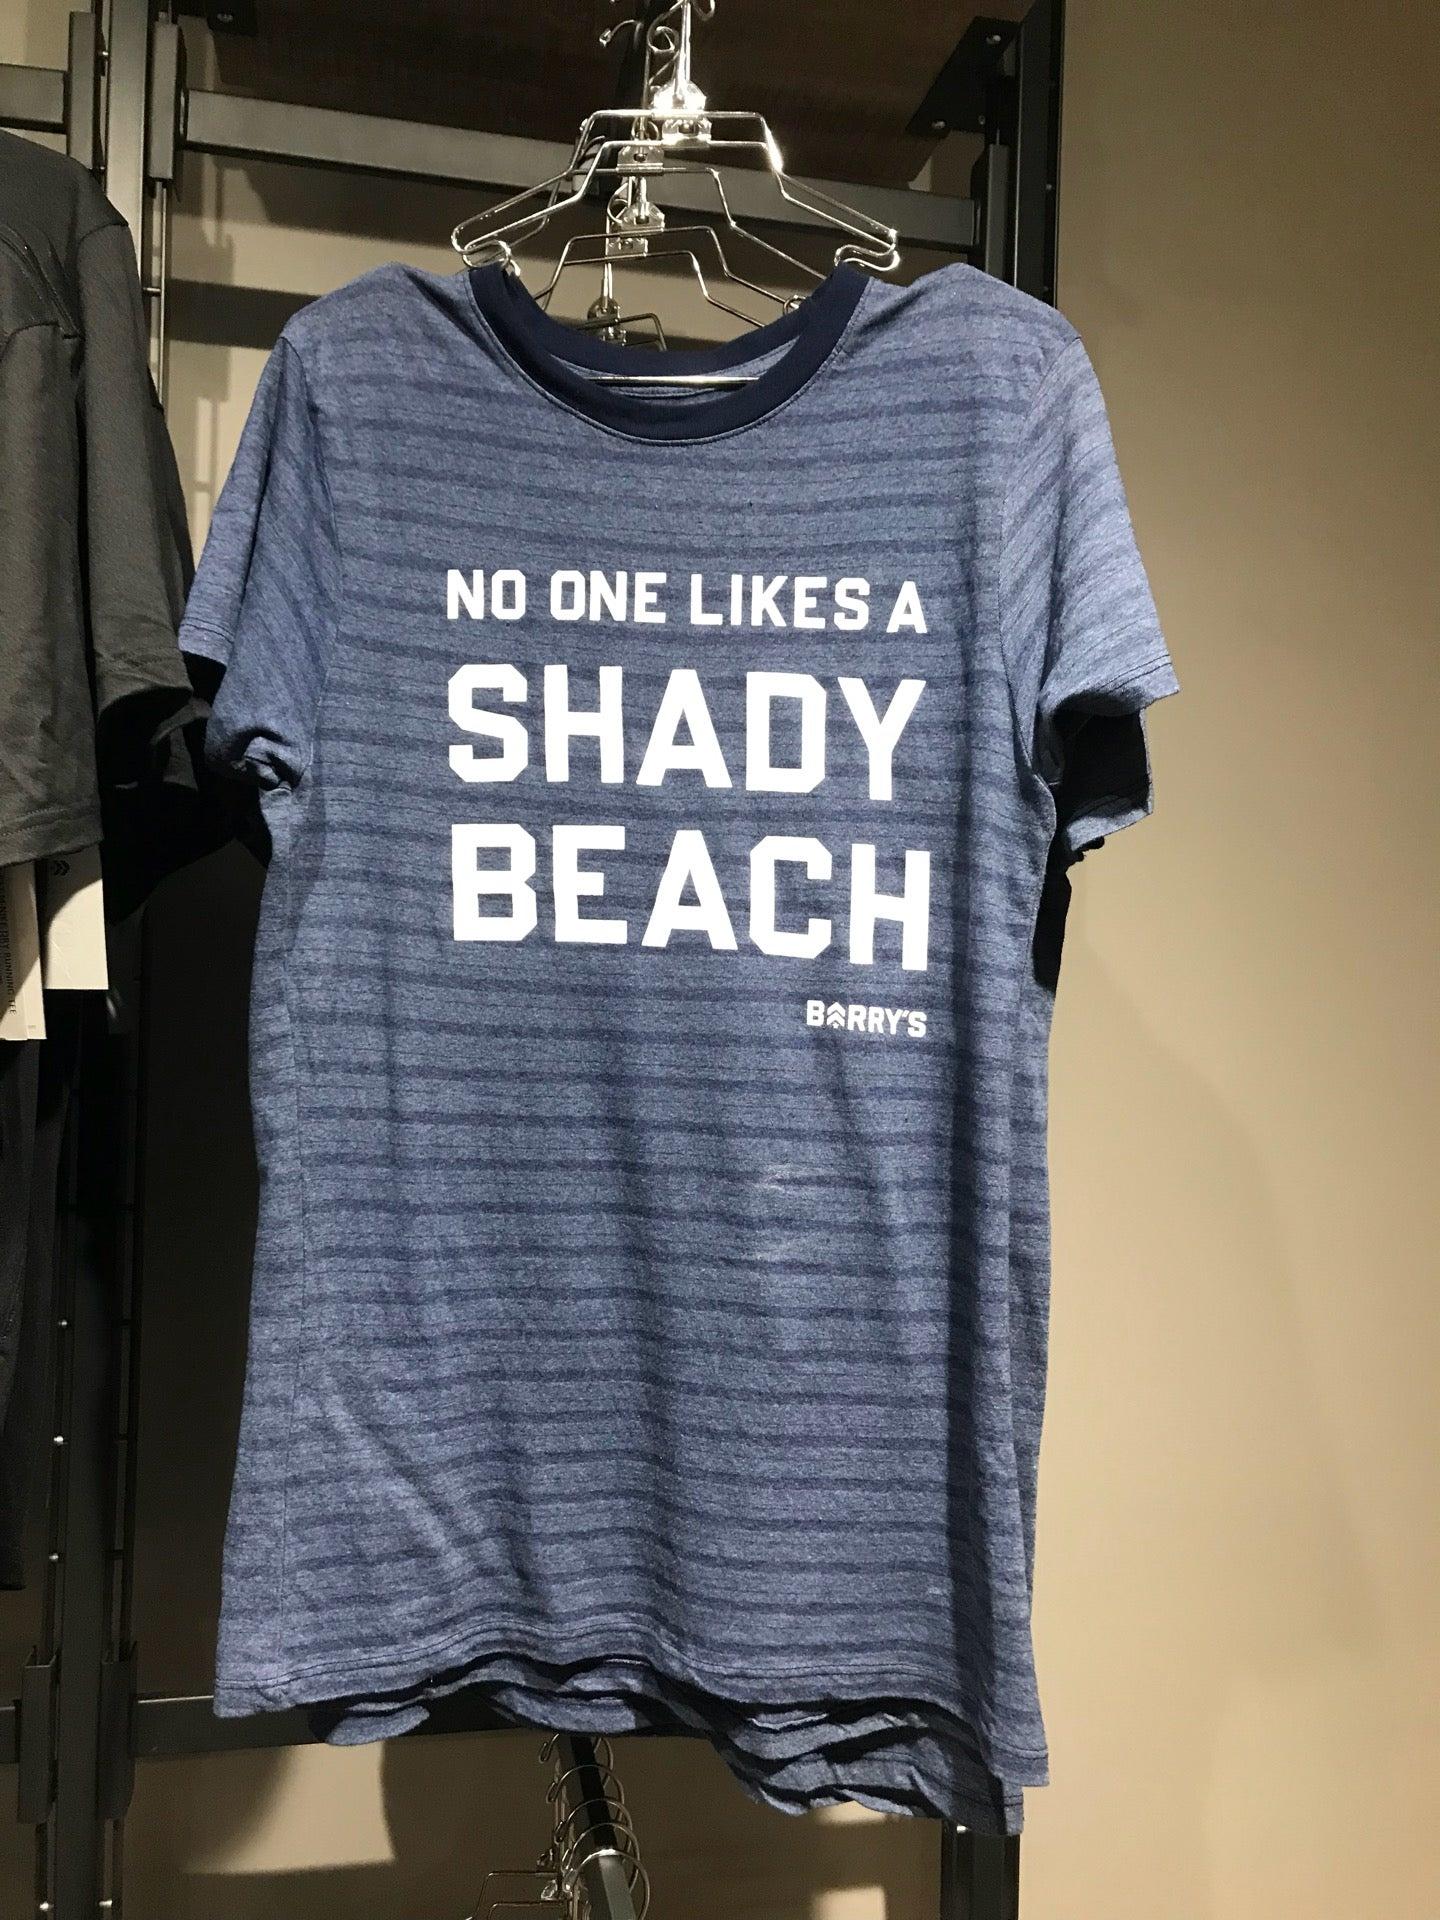 NO ONE LIKES A
SHADY
BEACH
BARRY'S